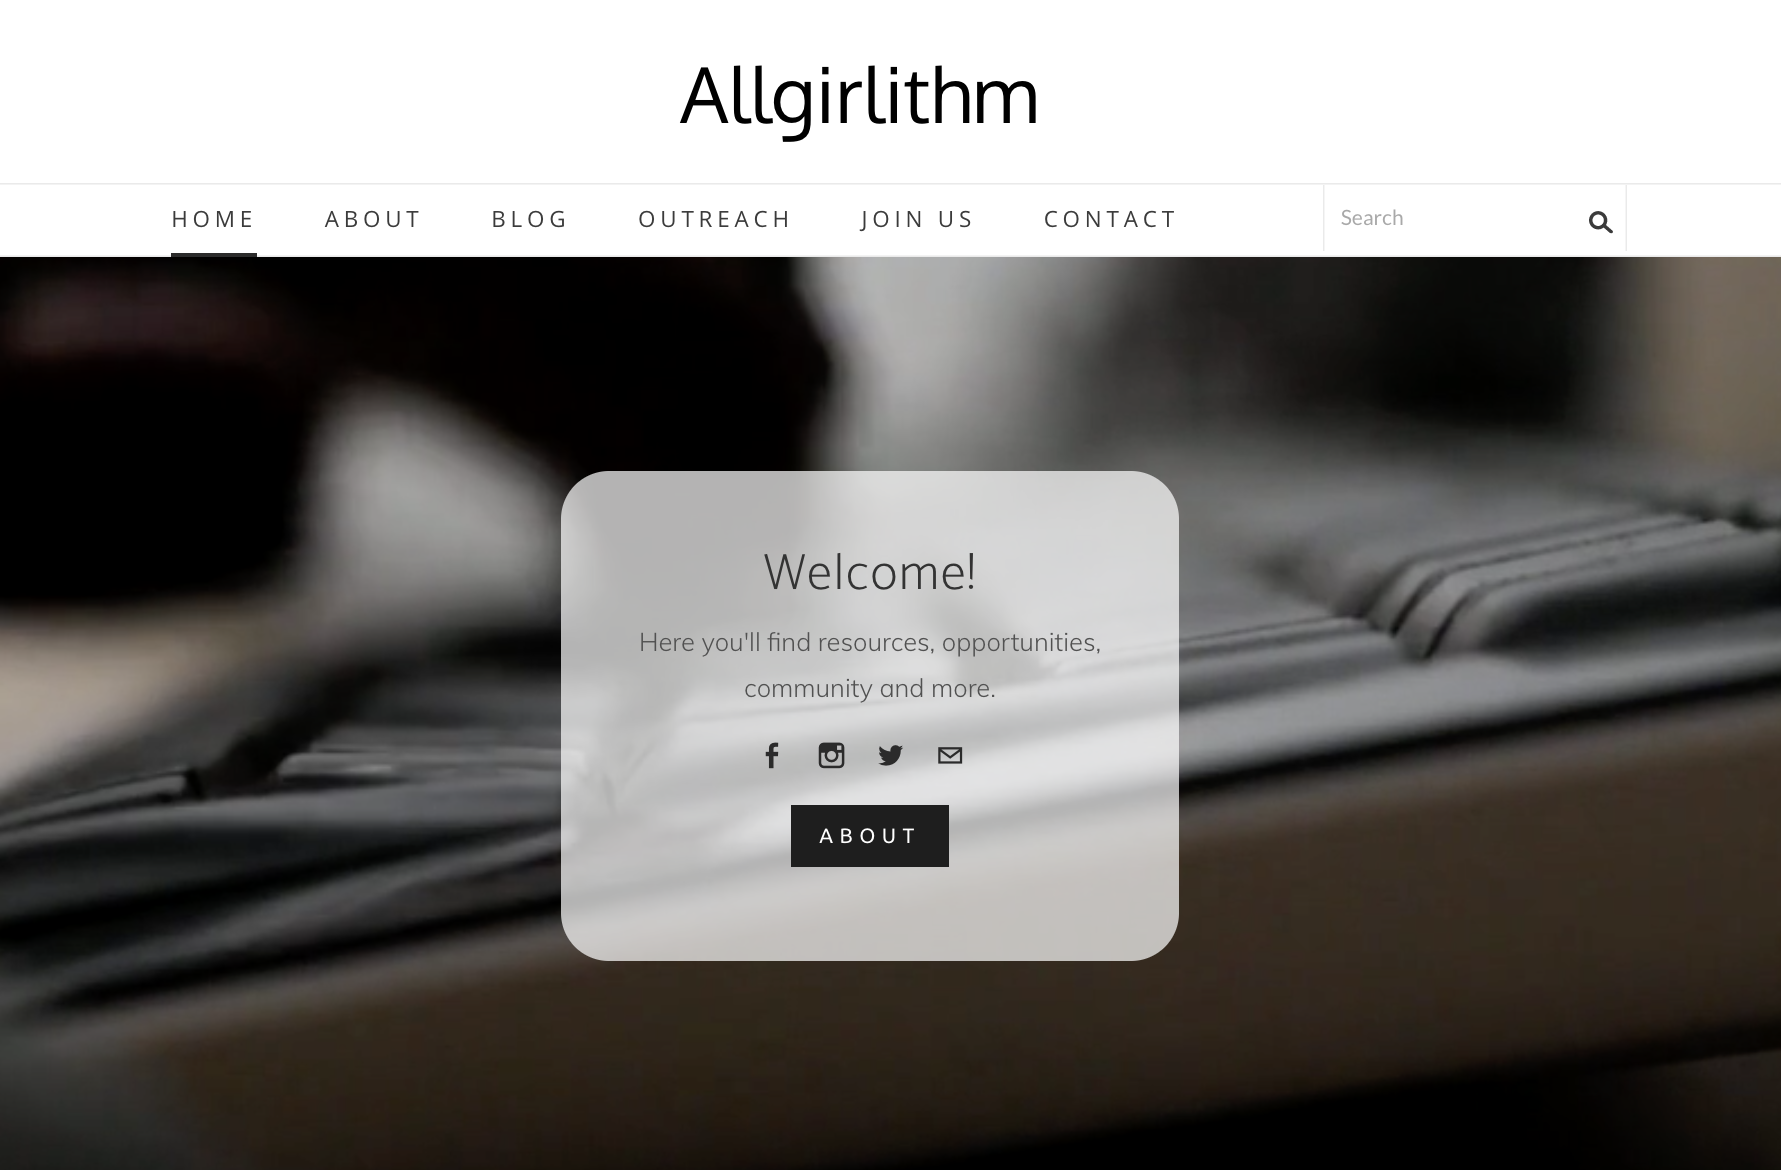 Allgirlithm
HOME ABOUT BLOG OUTREACH JOIN US CONTACT Search
Welcome!
Here you'll find resources, opportunities,
community and more.
ABOUT